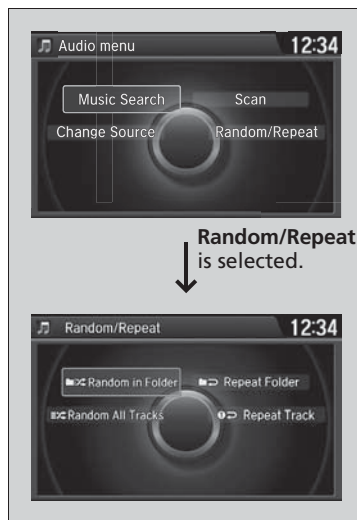 Audio menu 12:34
Music Search Scan
Change Source Random/Repeat
Random/Repeat
is selected.
Random/Repeat 12:34
Random in Folder Repeat Folder
Random All Tracks Repeat Track